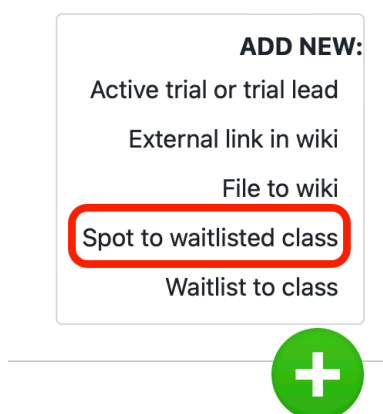 ADD NEW:
Active trial or trial lead
External link in wiki
File to wiki
Spot to waitlisted class
Waitlist to class